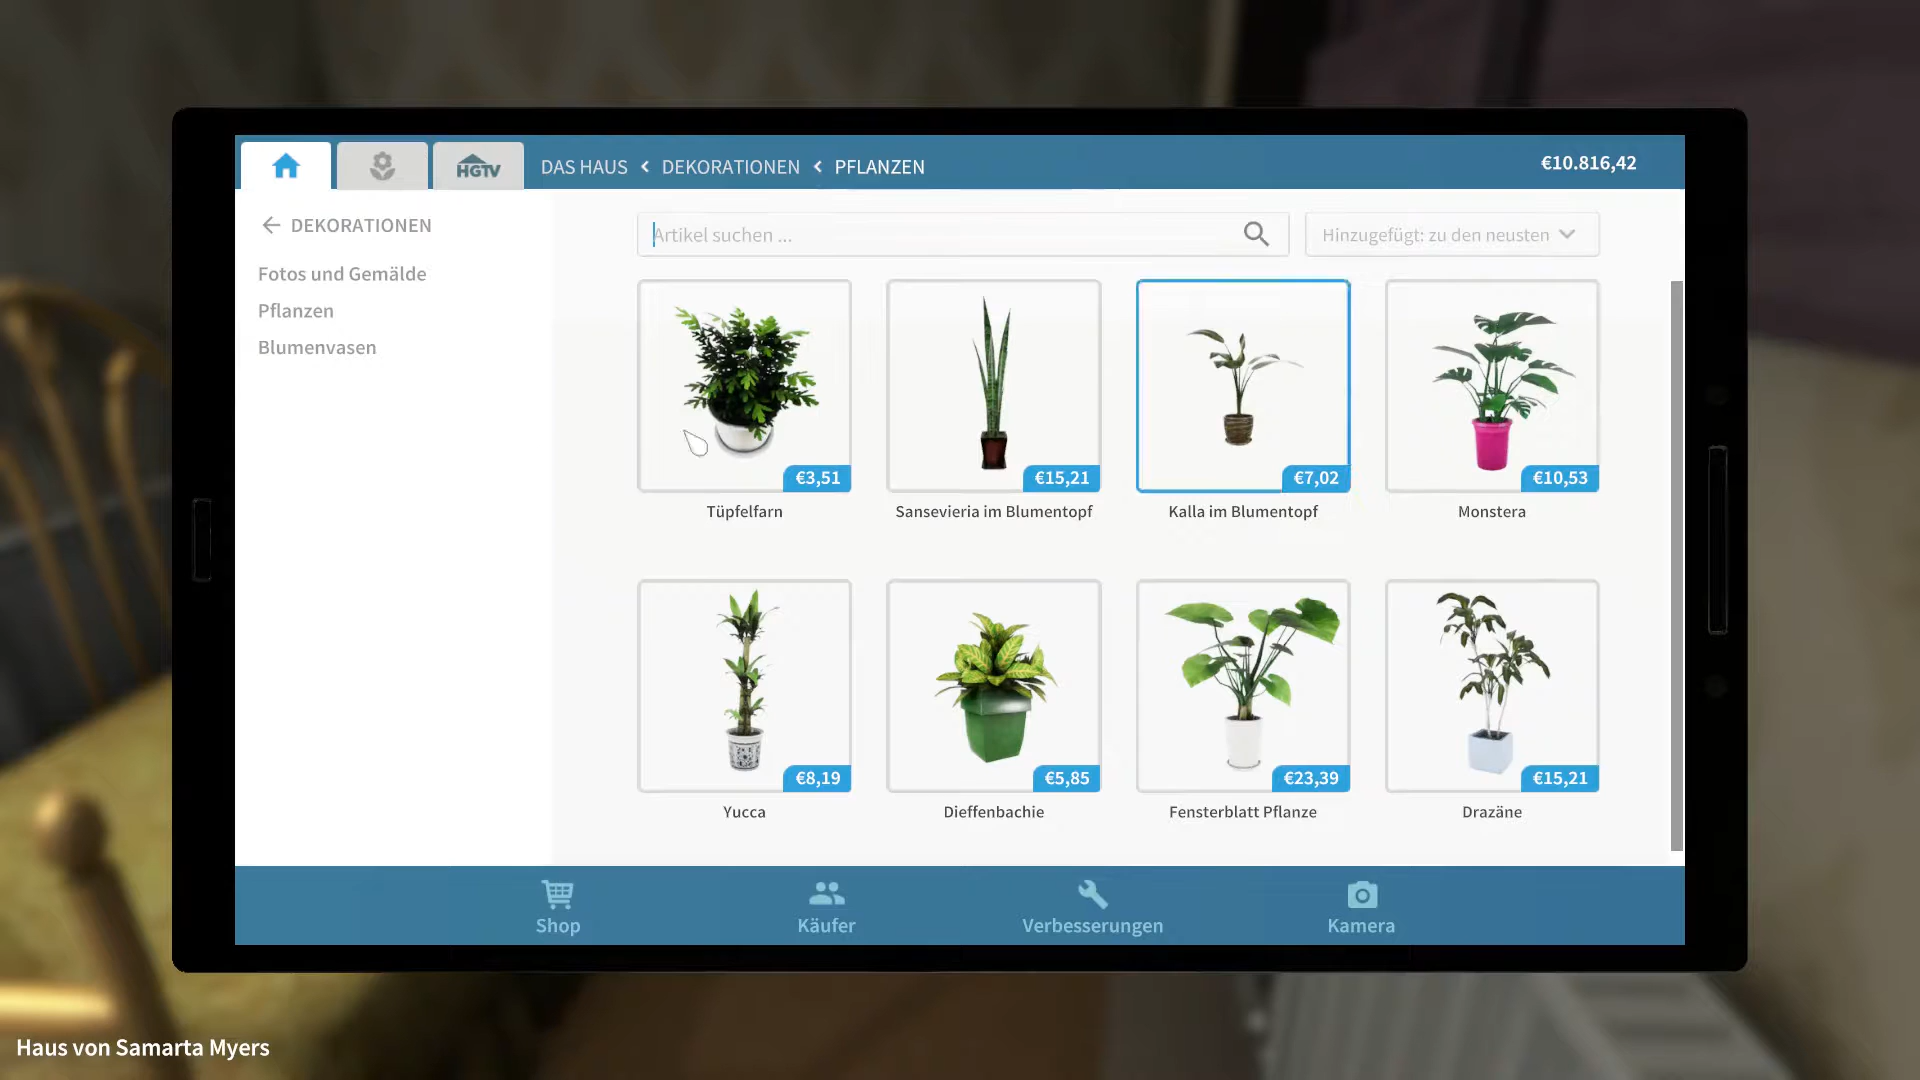 HGTV
DAS HAUS < DEKORATIONEN < PFLANZEN
€10.816,42
DEKORATIONEN
Fotos und Gemälde
Pflanzen
Blumenvasen
Artikel suchen ...
Hinzugefügt: zu den neusten
€3,51
€15,21
€7,02
€10,53
Tüpfelfarn
Sansevieria im Blumentopf
Kalla im Blumentopf
Monstera
€8,19
€5,85
€23,39
€15,21
Yucca
Dieffenbachie
Fensterblatt Pflanze
Drazäne
Shop
Käufer
Verbesserungen
Kamera
Haus von Samarta Myers